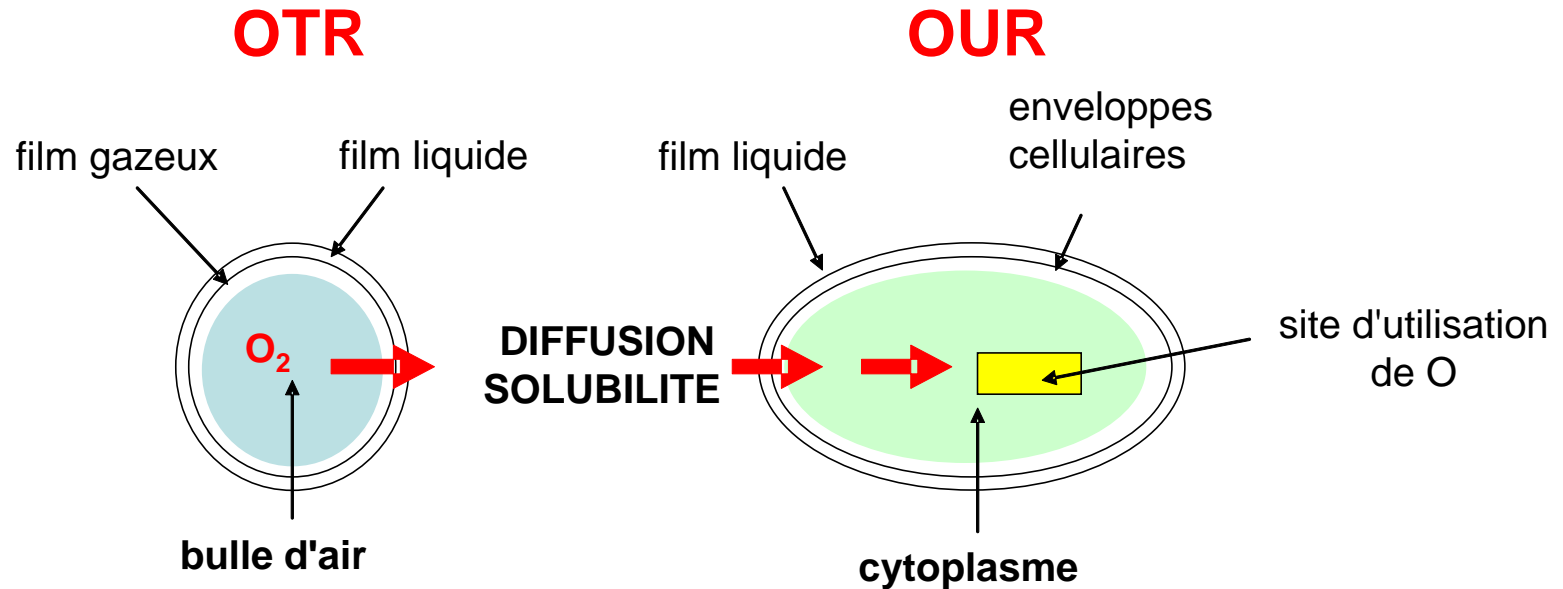 OTR
OUR
film gazeux
film liquide
film liquide
enveloppes
cellulaires
O2
DIFFUSION
SOLUBILITE
site d'utilisation
de O
bulle d'air
cytoplasme